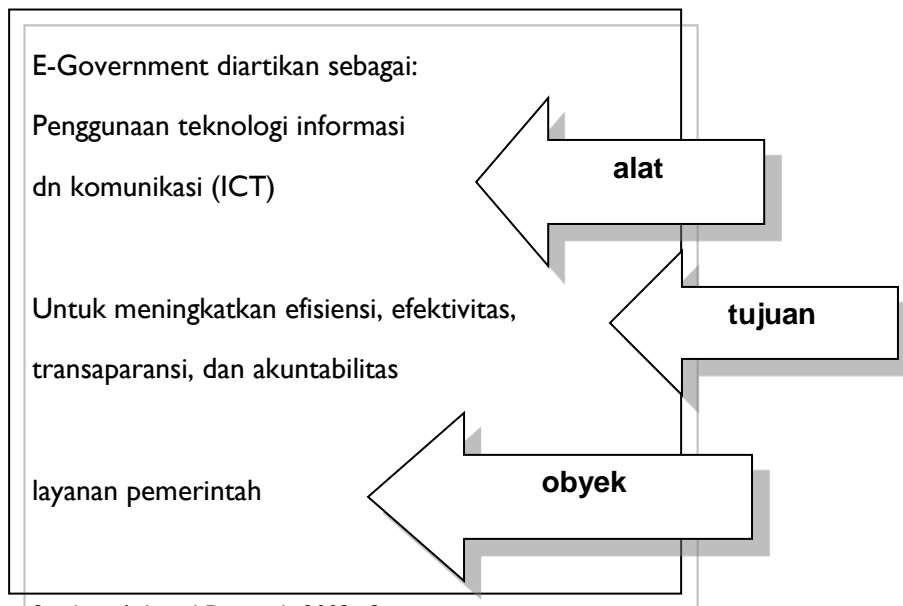 E-Government diartikan sebagai:
Penggunaan teknologi informasi
dn komunikasi (ICT)
alat
Untuk meningkatkan efisiensi, efektivitas,
transaparansi, dan akuntabilitas
tujuan
layanan pemerintah
obyek